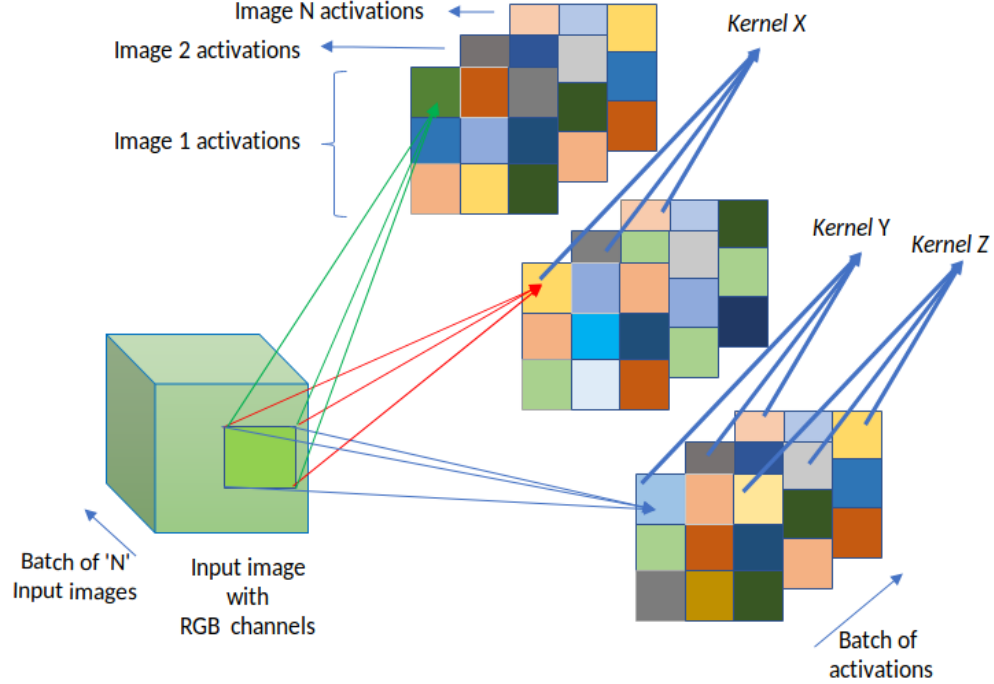 Image N activations
Kernel X
Image 2 activations
Image 1 activations
Kernel Y
Kernel Z
Batch of 'N'
Input images
Input image
with
RGB channels
Batch of
activations